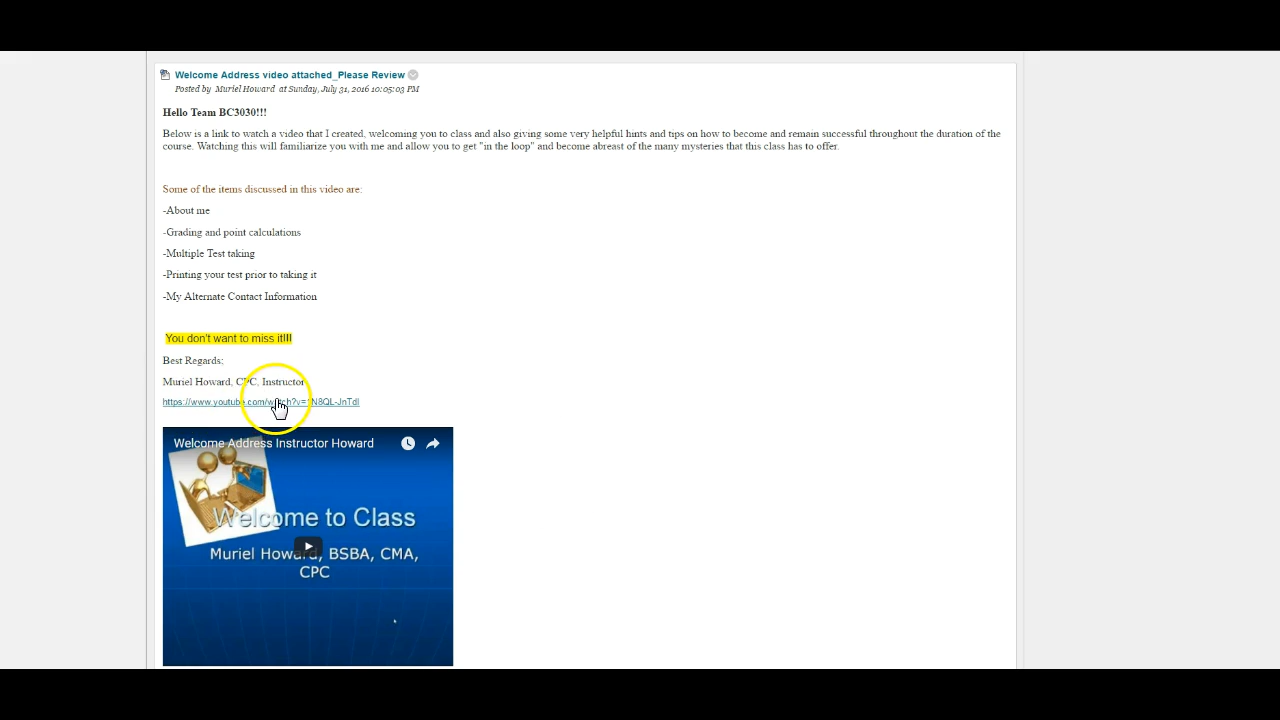 Welcome Address video attached_Please Review
Posted by Muriel Howard at Sunday, July 31, 2016 10:05:03 PM
Hello Team BC3030!!!
Below is a link to watch a video that I created, welcoming you to class and also giving some very helpful hints and tips on how to become and remain successful throughout the duration of the
course. Watching this will familiarize you with me and allow you to get "in the loop" and become abreast of the many mysteries that this class has to offer.
Some of the items discussed in this video are:
-About me
-Grading and point calculations
-Multiple Test taking
-Printing your test prior to taking it
-My Alternate Contact Information
You don't want to miss it!!!!
Best Regards:
Muriel Howard, CPC, Instructor
Welcome Address Instructor Howard
Welcome to Class
Muriel Howard, BSBA, CMA,
CPC